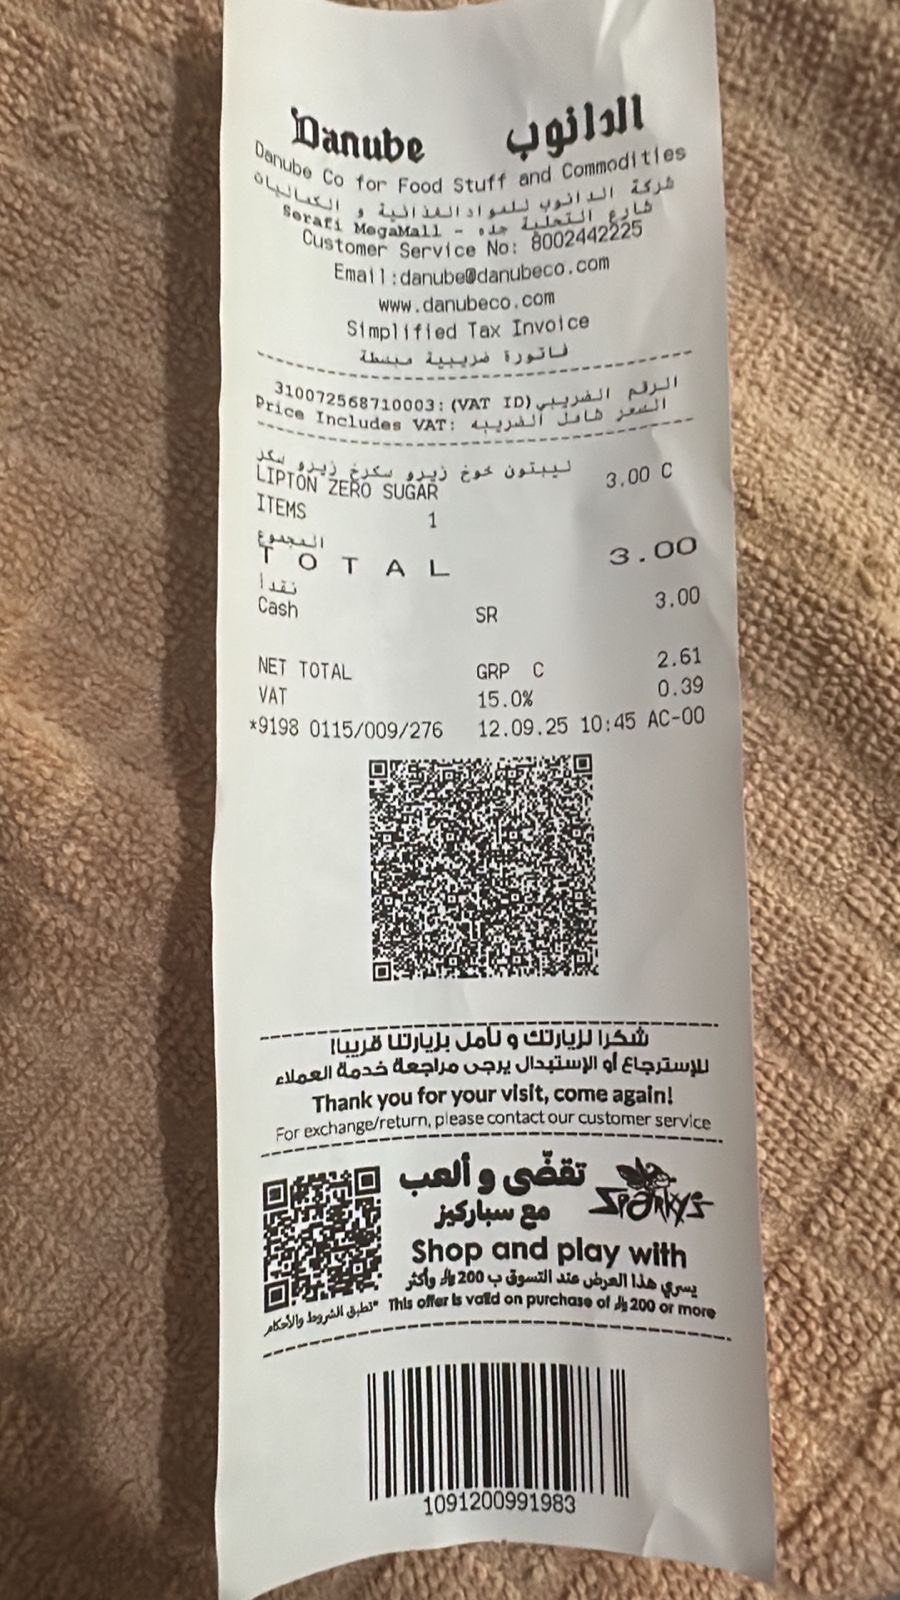 Danube الدانوب
Danube Co for Food Stuff and Commodities
شركة الدانوب للمواد الغذائية و الكماليات
شارع التحلية جده - Serafi MegaMall
Customer Service No: 8002442225
Email:danube@danubeco.com
www.danubeco.com
Simplified Tax Invoice
فاتورة ضريبية مبسطة
310072568710003:(VAT ID)الرقم الضريبي
Price Includes VAT: السعر شامل الضريبه
ليبتون خوخ زيرو سكرخ زيرو سكر
LIPTON ZERO SUGAR 3.00 C
ITEMS 1
المجموع
TOTAL 3.00
نقدا
Cash SR 3.00
NET TOTAL GRP C 2.61
VAT 15.0% 0.39
*9198 0115/009/276 12.09.25 10:45 AC-00
شكرا لزيارتك و نأمل بزيارتنا قريبا!
للإسترجاع أو الإستبدال يرجى مراجعة خدمة العملاء
Thank you for your visit, come again!
For exchange/return, please contact our customer service
تقضّى و ألعب
مع سباركيز
SPARKY'S
Shop and play with
يسري هذا العرض عند التسوق ب 200 وأكثر
This offer is valid on purchase of 200 or more
*تطبق الشروط والأحكام
1091200991983